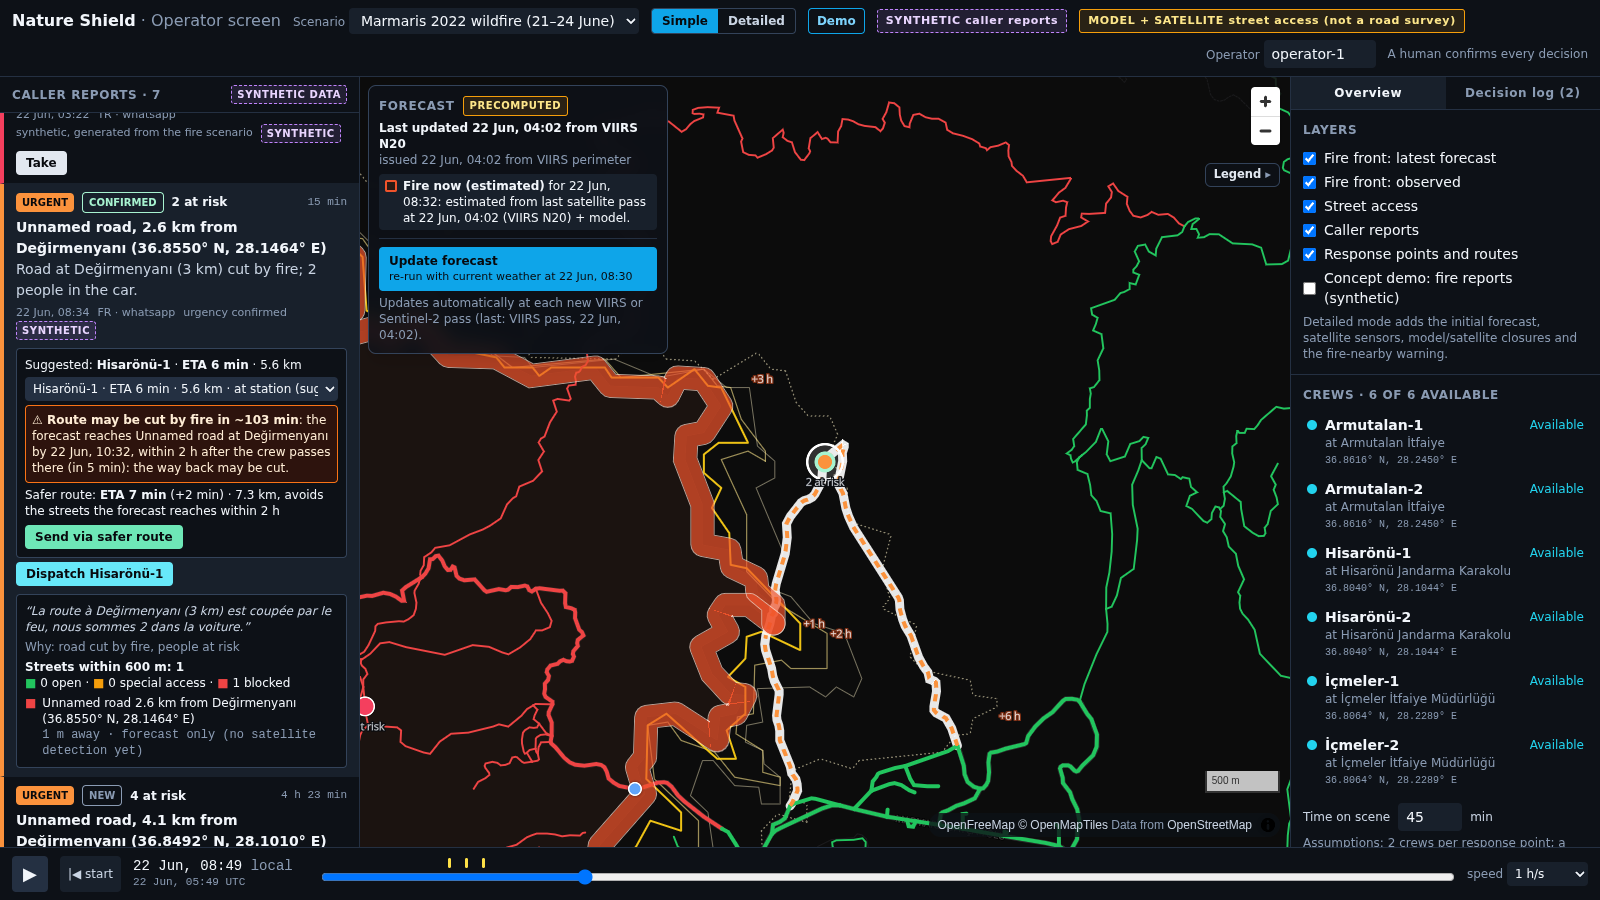 Nature Shield · Operator screen
Scenario
Marmaris 2022 wildfire (21–24 June)
Simple
Detailed
Demo
SYNTHETIC caller reports
MODEL + SATELLITE street access (not a road survey)
Operator
operator-1
A human confirms every decision
CALLER REPORTS · 7
SYNTHETIC DATA
22 Jun, 03:22 TR · whatsapp
synthetic, generated from the fire scenario
SYNTHETIC
Take
URGENT
CONFIRMED
2 at risk
15 min
Unnamed road, 2.6 km from
Değirmenyanı (36.8550° N, 28.1464° E)
Road at Değirmenyanı (3 km) cut by fire; 2
people in the car.
22 Jun, 08:34 FR · whatsapp urgency confirmed
SYNTHETIC
Suggested: Hisarönü-1 · ETA 6 min · 5.6 km
Hisarönü-1 · ETA 6 min · 5.6 km · at station (sug
⚠ Route may be cut by fire in ~103 min: the
forecast reaches Unnamed road at Değirmenyanı
by 22 Jun, 10:32, within 2 h after the crew passes
there (in 5 min): the way back may be cut.
Safer route: ETA 7 min (+2 min) · 7.3 km, avoids
the streets the forecast reaches within 2 h
Send via safer route
Dispatch Hisarönü-1
“La route à Değirmenyanı (3 km) est coupée par le
feu, nous sommes 2 dans la voiture.”
Why: road cut by fire, people at risk
Streets within 600 m: 1
0 open · 0 special access · 1 blocked
Unnamed road 2.6 km from Değirmenyanı
(36.8550° N, 28.1464° E)
1 m away · forecast only (no satellite
detection yet)
URGENT
NEW
4 at risk
4 h 23 min
Unnamed road, 4.1 km from
Değirmenyanı (36.8492° N, 28.1010° E)
FORECAST
PRECOMPUTED
Last updated 22 Jun, 04:02 from VIIRS
N20
issued 22 Jun, 04:02 from VIIRS perimeter
Fire now (estimated) for 22 Jun,
08:32: estimated from last satellite pass
at 22 Jun, 04:02 (VIIRS N20) + model.
Update forecast
re-run with current weather at 22 Jun, 08:30
Updates automatically at each new VIIRS or
Sentinel-2 pass (last: VIIRS pass, 22 Jun,
04:02).
+
−
Legend ▸
+3 h
2 at risk
+1 h
+2 h
+6 h
t risk
500 m
OpenFreeMap © OpenMapTiles Data from OpenStreetMap
Overview
Decision log (2)
LAYERS
Fire front: latest forecast
Fire front: observed
Street access
Caller reports
Response points and routes
Concept demo: fire reports
(synthetic)
Detailed mode adds the initial forecast,
satellite sensors, model/satellite closures and
the fire-nearby warning.
CREWS · 6 OF 6 AVAILABLE
Armutalan-1
Available
at Armutalan İtfaiye
36.8616° N, 28.2450° E
Armutalan-2
Available
at Armutalan İtfaiye
36.8616° N, 28.2450° E
Hisarönü-1
Available
at Hisarönü Jandarma Karakolu
36.8040° N, 28.1044° E
Hisarönü-2
Available
at Hisarönü Jandarma Karakolu
36.8040° N, 28.1044° E
İçmeler-1
Available
at İçmeler İtfaiye Müdürlüğü
36.8064° N, 28.2289° E
İçmeler-2
Available
at İçmeler İtfaiye Müdürlüğü
36.8064° N, 28.2289° E
Time on scene
45
min
Assumptions: 2 crews per response point; a
▶
|◀ start
22 Jun, 08:49 local
22 Jun, 05:49 UTC
speed
1 h/s